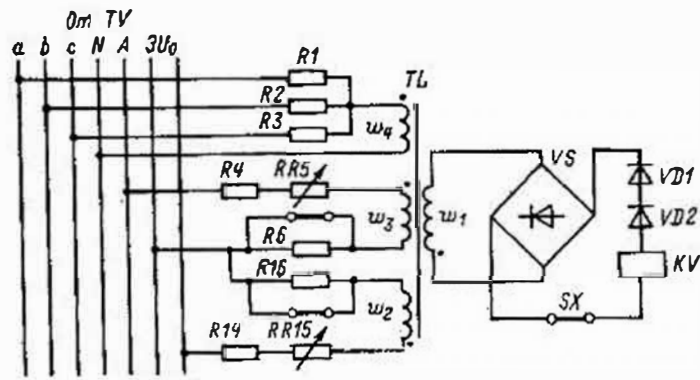 От TV
a b c N A 3U₀
R1
TL
R2
R3
w₄
VS
R4
RR5
VD1
w₃
w₁
VD2
R6
R16
KV
w₂
SX
R14
RR15